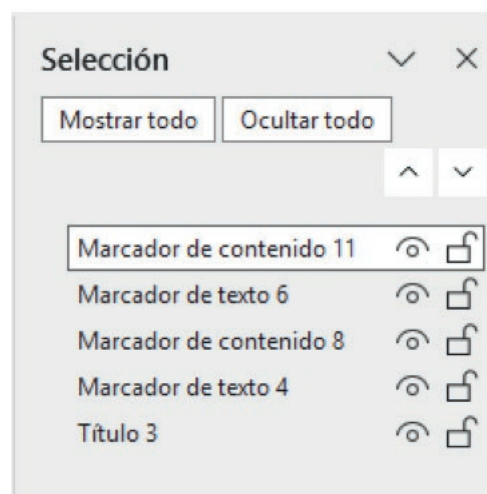 Selección
Mostrar todo Ocultar todo
Marcador de contenido 11
Marcador de texto 6
Marcador de contenido 8
Marcador de texto 4
Título 3